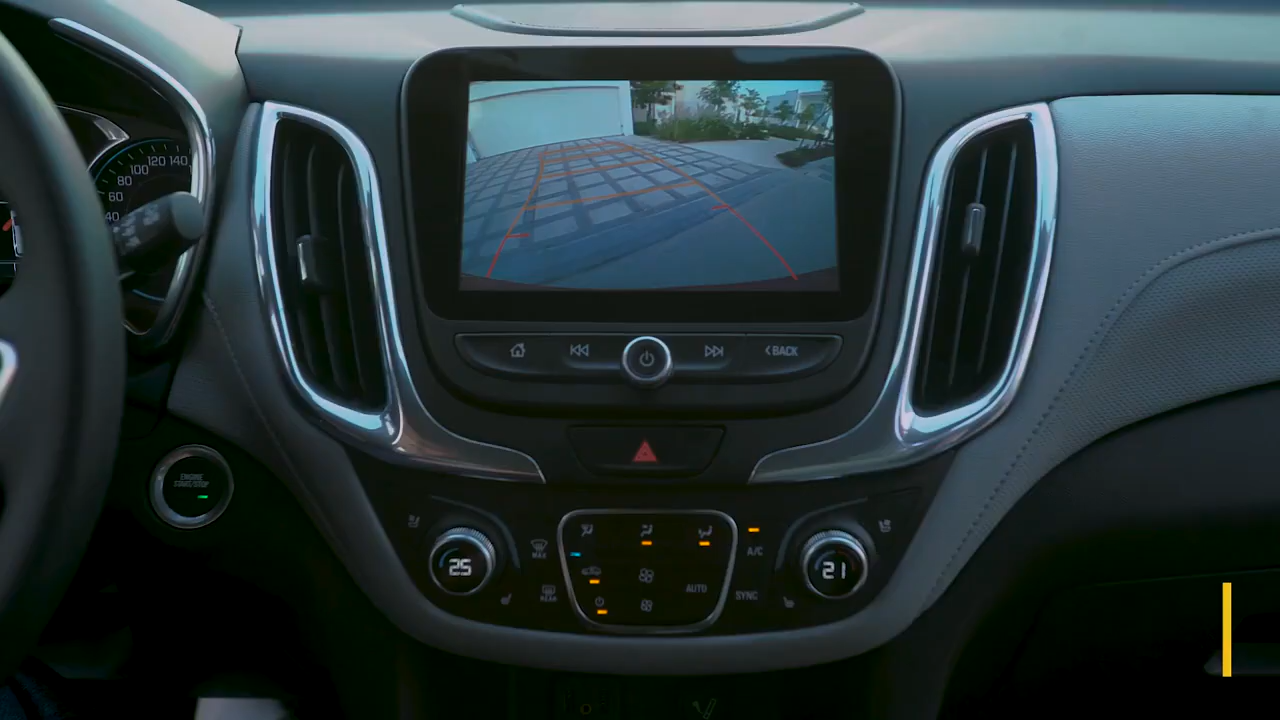 120 140
100
80
60
40
BACK
ENGINE
START/STOP
MAX
A/C
25
21
REAR
AUTO
SYNC